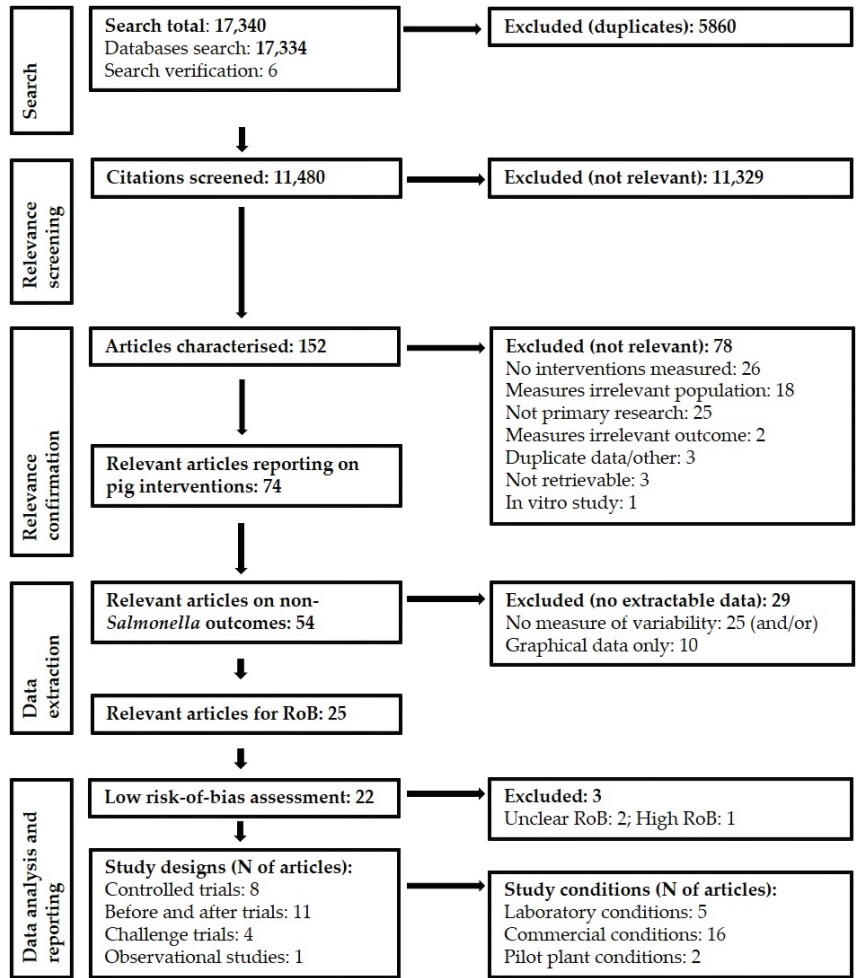 Search
Search total: 17,340
Databases search: 17,334
Search verification: 6
Excluded (duplicates): 5860
Relevance
screening
Citations screened: 11,480
Excluded (not relevant): 11,329
Relevance
confirmation
Articles characterised: 152
Excluded (not relevant): 78
No interventions measured: 26
Measures irrelevant population: 18
Not primary research: 25
Measures irrelevant outcome: 2
Duplicate data/other: 3
Not retrievable: 3
In vitro study: 1
Relevant articles reporting on
pig interventions: 74
Data
extraction
Relevant articles on non-
Salmonella outcomes: 54
Excluded (no extractable data): 29
No measure of variability: 25 (and/or)
Graphical data only: 10
Relevant articles for RoB: 25
Data analysis and
reporting
Low risk-of-bias assessment: 22
Excluded: 3
Unclear RoB: 2; High RoB: 1
Study designs (N of articles):
Controlled trials: 8
Before and after trials: 11
Challenge trials: 4
Observational studies: 1
Study conditions (N of articles):
Laboratory conditions: 5
Commercial conditions: 16
Pilot plant conditions: 2